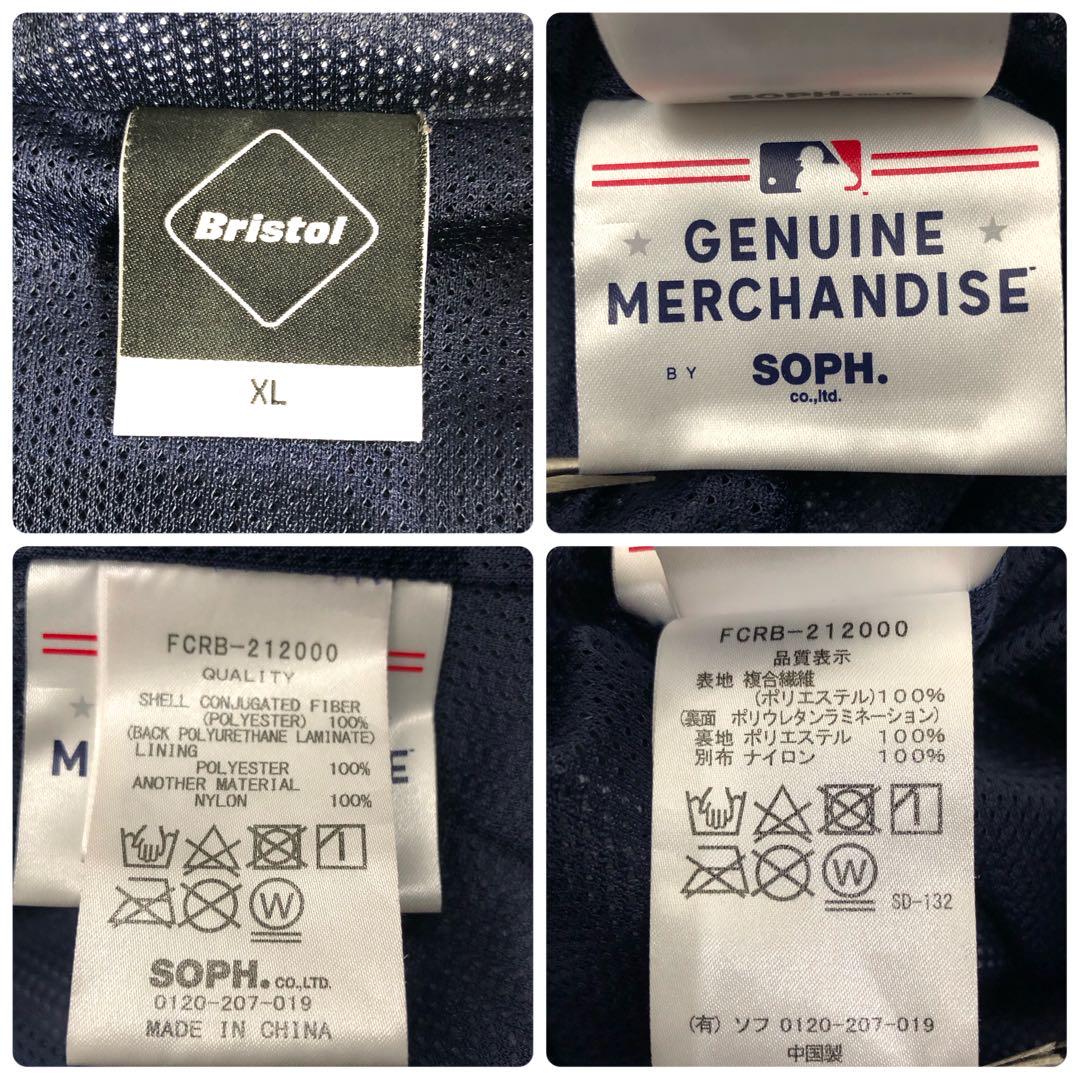 Bristol
XL
SOPH. CO.,LTD.
GENUINE
MERCHANDISE™
BY SOPH.
co.,ltd.
M E
FCRB-212000
QUALITY
SHELL CONJUGATED FIBER
(POLYESTER) 100%
(BACK POLYURETHANE LAMINATE)
LINING
POLYESTER 100%
ANOTHER MATERIAL
NYLON 100%
W
SOPH. CO.,LTD.
0120-207-019
MADE IN CHINA
FCRB-212000
品質表示
表地 複合繊維
(ポリエステル)100%
(裏面 ポリウレタンラミネーション)
裏地 ポリエステル 100%
別布 ナイロン 100%
W
SD-132
(有) ソフ 0120-207-019
中国製